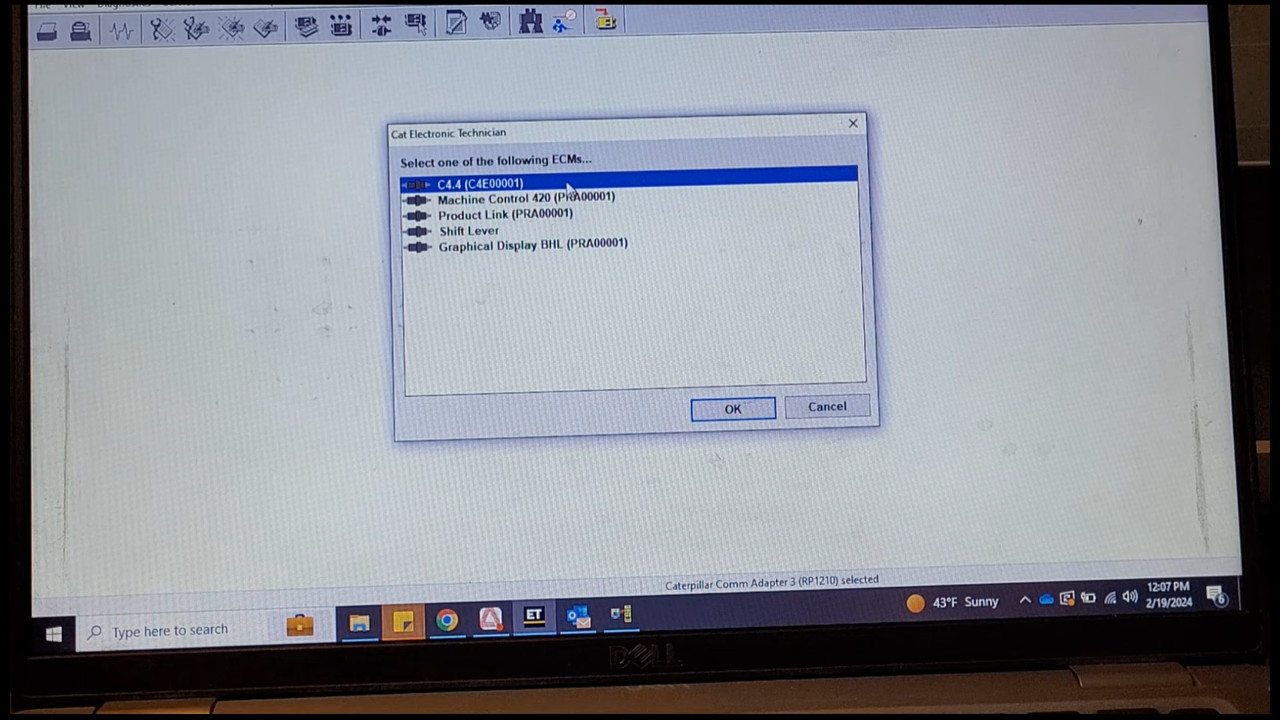 Cat Electronic Technician
Select one of the following ECMs...
C4.4 (C4E00001)
Machine Control 420 (PRA00001)
Product Link (PRA00001)
Shift Lever
Graphical Display BHL (PRA00001)
OK
Cancel
Caterpillar Comm Adapter 3 (RP1210) selected
Type here to search
ET
43°F Sunny
12:07 PM
2/19/2024
6
DELL